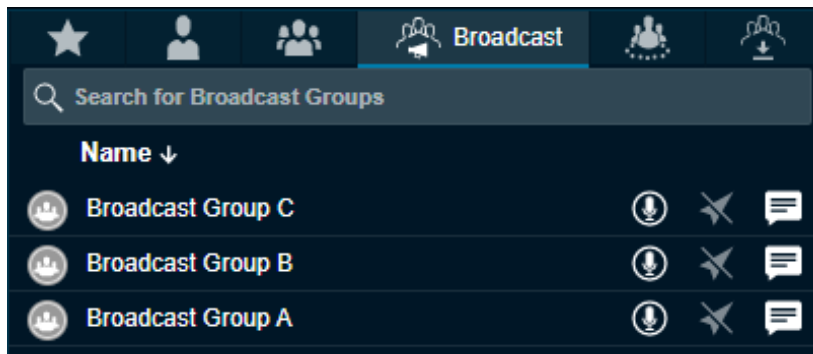 Broadcast
Search for Broadcast Groups
Name ↓
Broadcast Group C
Broadcast Group B
Broadcast Group A